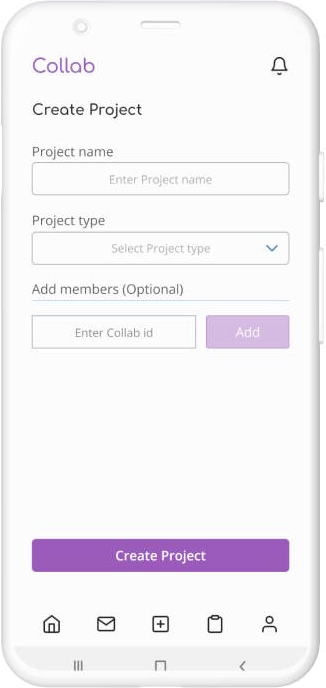 Collab
Create Project
Project name
Enter Project name
Project type
Select Project type
Add members (Optional)
Enter Collab id
Add
Create Project